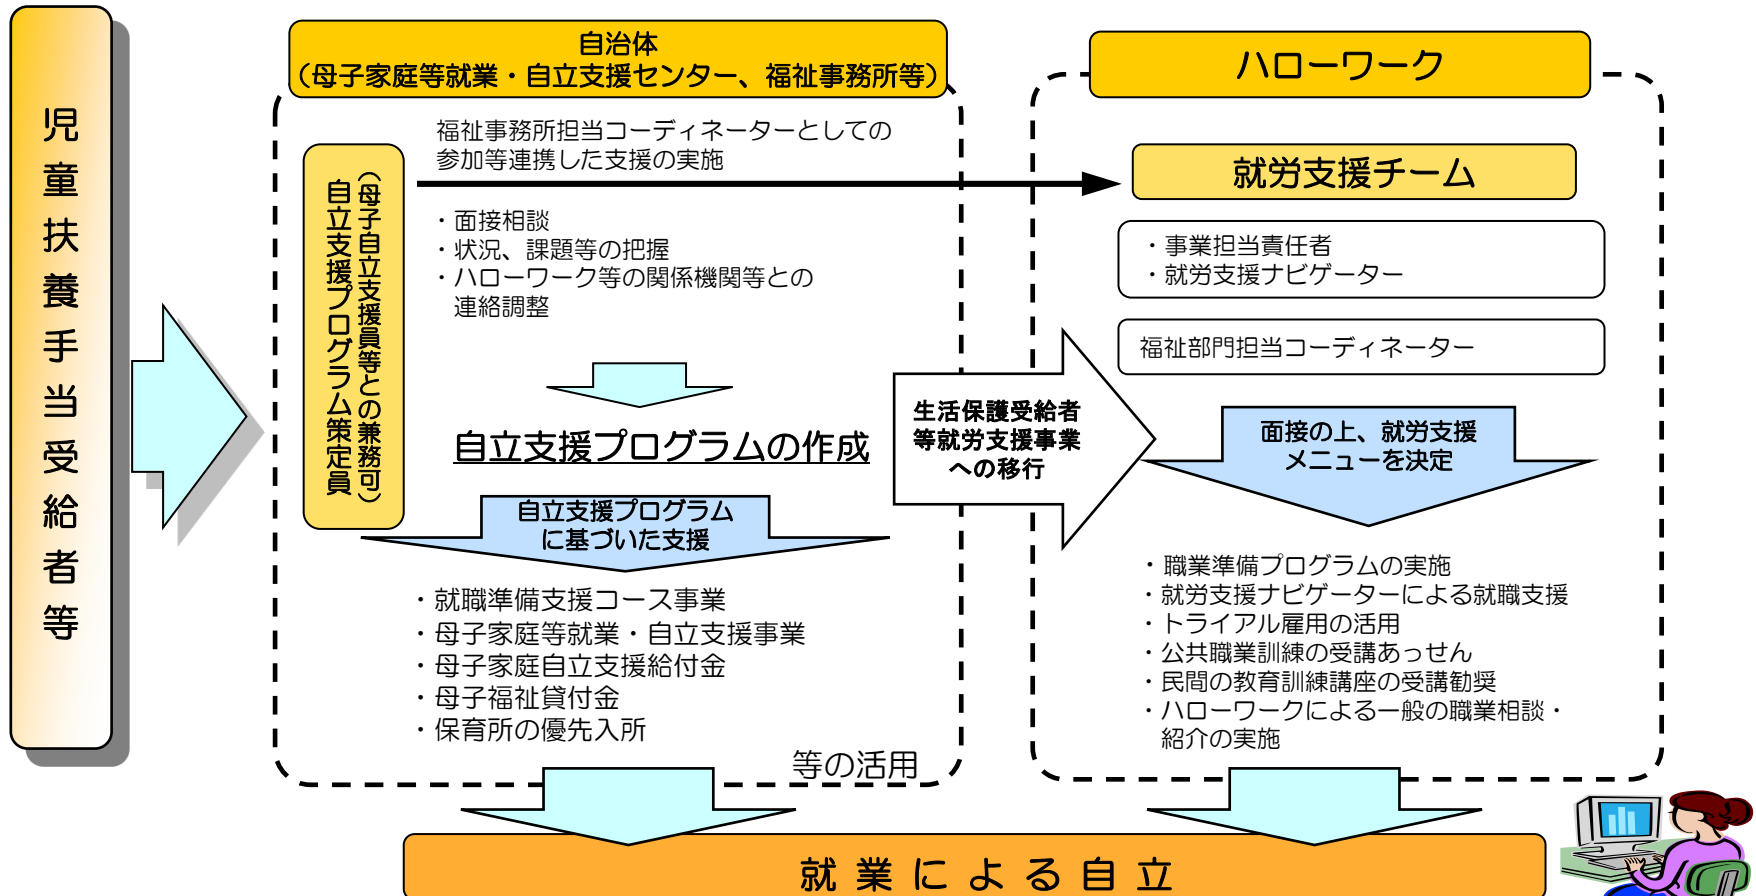 児童扶養手当受給者等
自治体
（母子家庭等就業・自立支援センター、福祉事務所等）
福祉事務所担当コーディネーターとしての
参加等連携した支援の実施
（母子自立支援員等との兼務可）
自立支援プログラム策定員
・面接相談
・状況、課題等の把握
・ハローワーク等の関係機関等との
連絡調整
自立支援プログラムの作成
自立支援プログラム
に基づいた支援
・就職準備支援コース事業
・母子家庭等就業・自立支援事業
・母子家庭自立支援給付金
・母子福祉貸付金
・保育所の優先入所
等の活用
生活保護受給者
等就労支援事業
への移行
ハローワーク
就労支援チーム
・事業担当責任者
・就労支援ナビゲーター
福祉部門担当コーディネーター
面接の上、就労支援
メニューを決定
・職業準備プログラムの実施
・就労支援ナビゲーターによる就職支援
・トライアル雇用の活用
・公共職業訓練の受講あっせん
・民間の教育訓練講座の受講勧奨
・ハローワークによる一般の職業相談・
紹介の実施
就業による自立